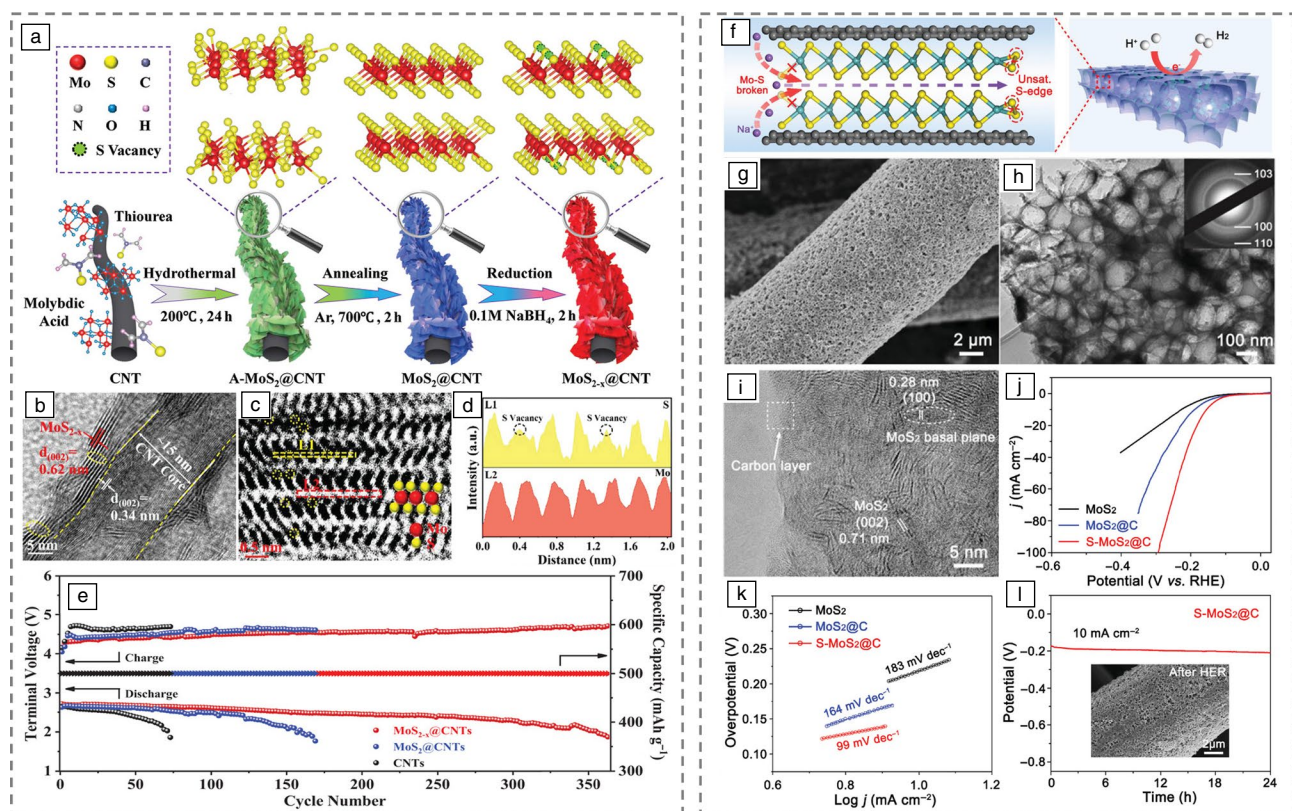 a
Mo S C
N O H
S Vacancy
Thiourea
Molybdic
Acid
Hydrothermal
200℃, 24 h
Annealing
Ar, 700℃, 2 h
Reduction
0.1M NaBH₄, 2 h
CNT
A-MoS₂@CNT
MoS₂@CNT
MoS₂₋ₓ@CNT
b
MoS₂₋ₓ
d₍₀₀₂₎=
0.62 nm
~15 nm
CNT Core
d₍₀₀₂₎=
0.34 nm
5 nm
c
L1
L2
Mo
S
0.5 nm
d
L1
S
S Vacancy
S Vacancy
L2
Mo
Intensity (a.u.)
0.0 0.4 0.8 1.2 1.6 2.0
Distance (nm)
e
Terminal Voltage (V)
6
5
4
3
2
1
Charge
Discharge
MoS₂₋ₓ@CNTs
MoS₂@CNTs
CNTs
700
600
500
400
300
Specific Capacity (mAh g⁻¹)
0 50 100 150 200 250 300 350
Cycle Number
f
Mo-S
broken
Na⁺
Unsat.
S-edge
H⁺
H₂
e⁻
g
2 µm
h
103
100
110
100 nm
i
0.28 nm
(100)
MoS₂ basal plane
Carbon layer
MoS₂
(002)
0.71 nm
5 nm
j
j (mA cm⁻²)
0
−20
−40
−60
−80
−100
MoS₂
MoS₂@C
S-MoS₂@C
−0.6 −0.4 −0.2 0.0
Potential (V vs. RHE)
k
Overpotential (V)
0.30
0.25
0.20
0.15
0.10
MoS₂
MoS₂@C
S-MoS₂@C
183 mV dec⁻¹
164 mV dec⁻¹
99 mV dec⁻¹
0.6 0.8 1.0 1.2
Log j (mA cm⁻²)
l
S-MoS₂@C
10 mA cm⁻²
Potential (V)
0.0
−0.2
−0.4
−0.6
−0.8
After HER
2µm
0 6 12 18 24
Time (h)